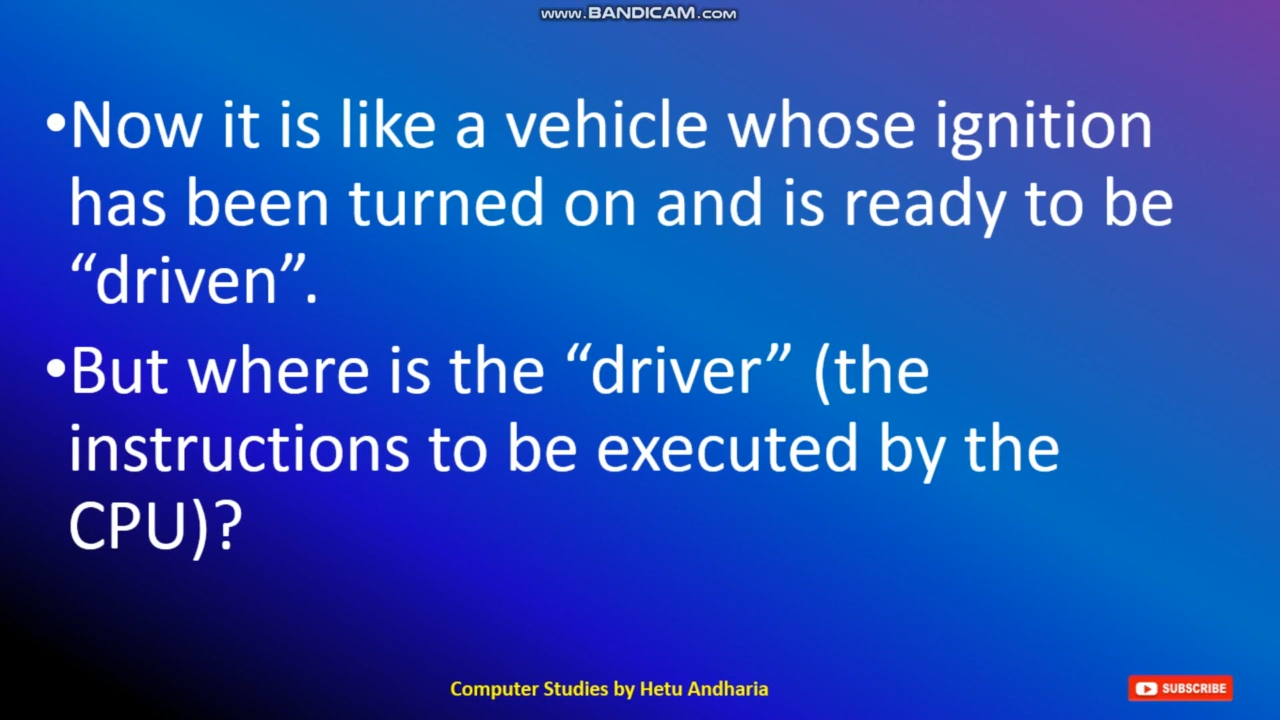 www.BANDICAM.com
•Now it is like a vehicle whose ignition
has been turned on and is ready to be
“driven”.
•But where is the “driver” (the
instructions to be executed by the
CPU)?
Computer Studies by Hetu Andharia
SUBSCRIBE